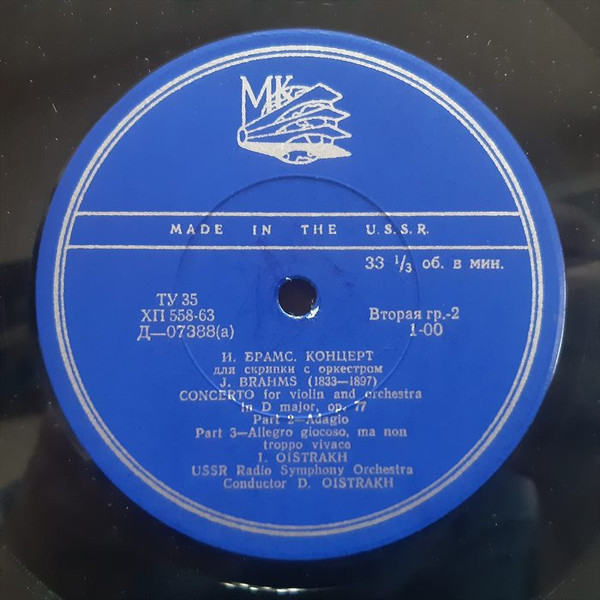 МК
MADE IN THE U.S.S.R.
33 1/3 об. в мин.
ТУ 35
ХП 558-63
Д—07388(а)
Вторая гр.-2
1-00
И. БРАМС. КОНЦЕРТ
для скрипки с оркестром
J. BRAHMS (1833—1897)
CONCERTO for violin and orchestra
in D major, op. 77
Part 2—Adagio
Part 3—Allegro giocoso, ma non
troppo vivace
I. OISTRAKH
USSR Radio Symphony Orchestra
Conductor D. OISTRAKH